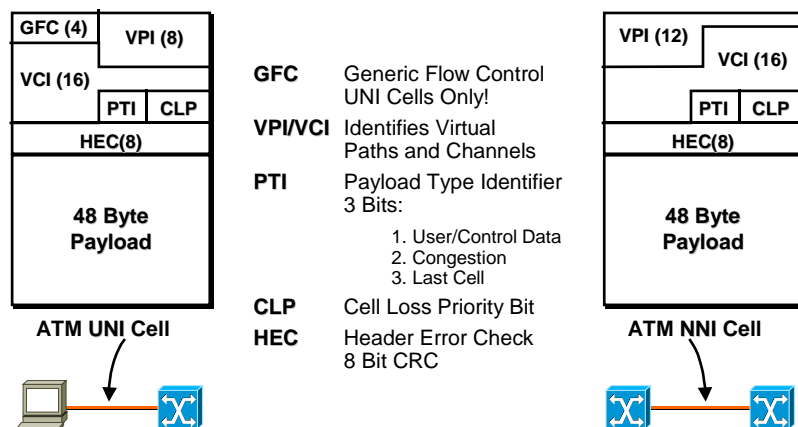 GFC (4)
VPI (8)
VCI (16)
PTI
CLP
HEC(8)
48 Byte
Payload
ATM UNI Cell
GFC Generic Flow Control
UNI Cells Only!
VPI/VCI Identifies Virtual
Paths and Channels
PTI Payload Type Identifier
3 Bits:
1. User/Control Data
2. Congestion
3. Last Cell
CLP Cell Loss Priority Bit
HEC Header Error Check
8 Bit CRC
VPI (12)
VCI (16)
PTI
CLP
HEC(8)
48 Byte
Payload
ATM NNI Cell